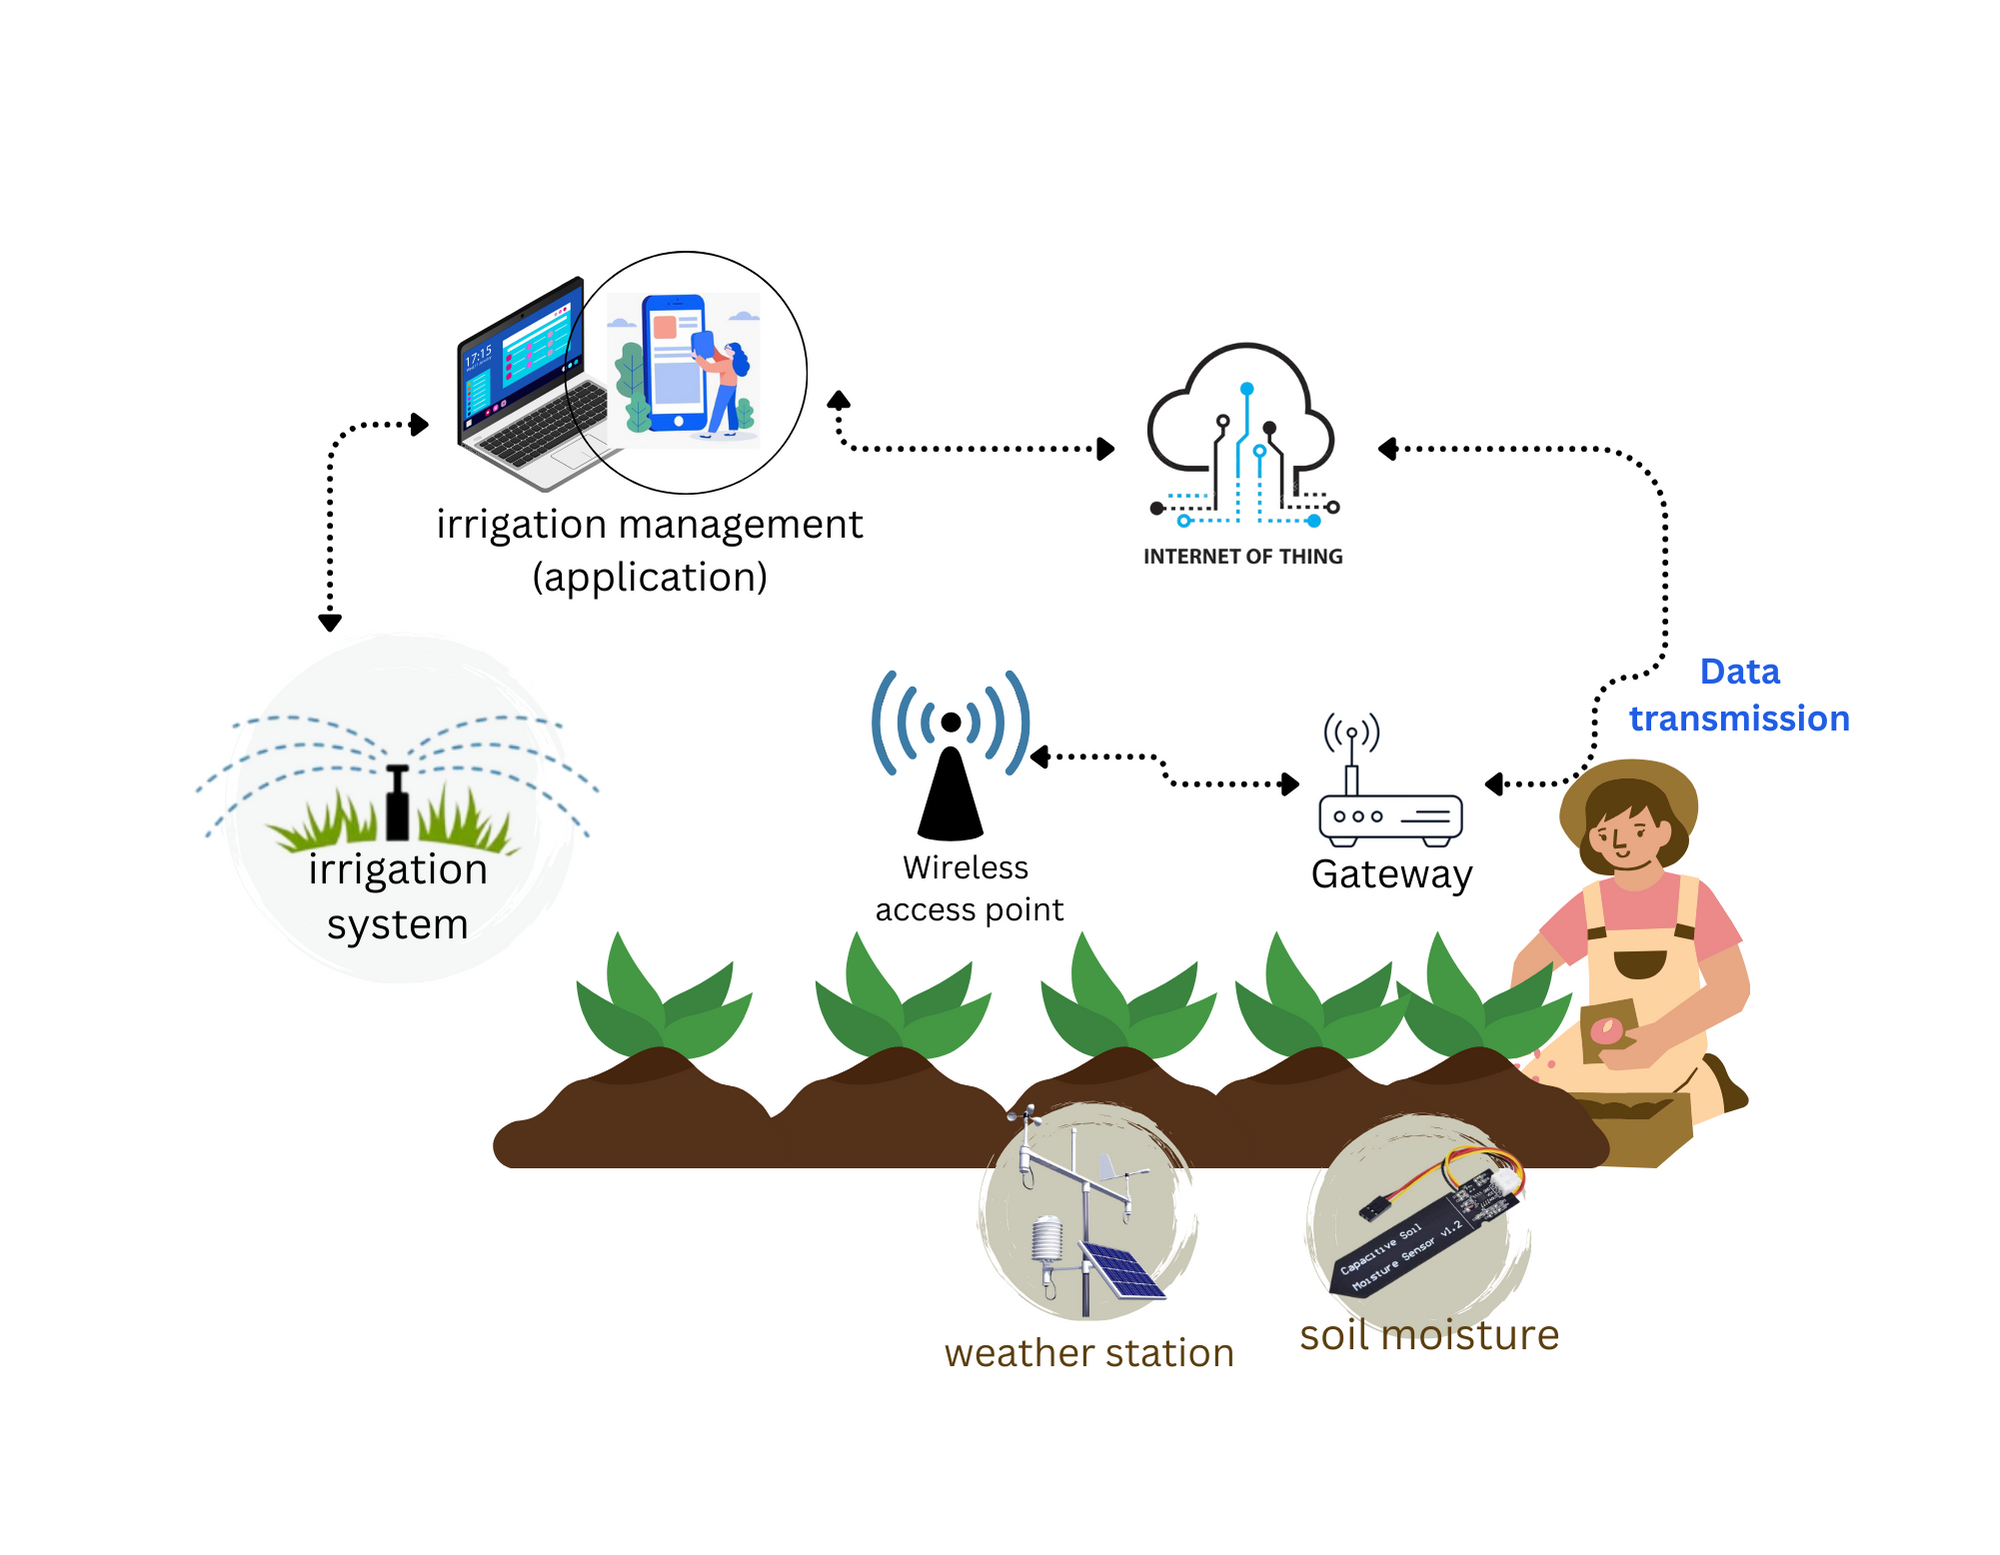 17:15
irrigation management
(application)
INTERNET OF THING
Data
transmission
irrigation
system
Wireless
access point
Gateway
Capacitive Soil
Moisture Sensor v1.2
weather station
soil moisture